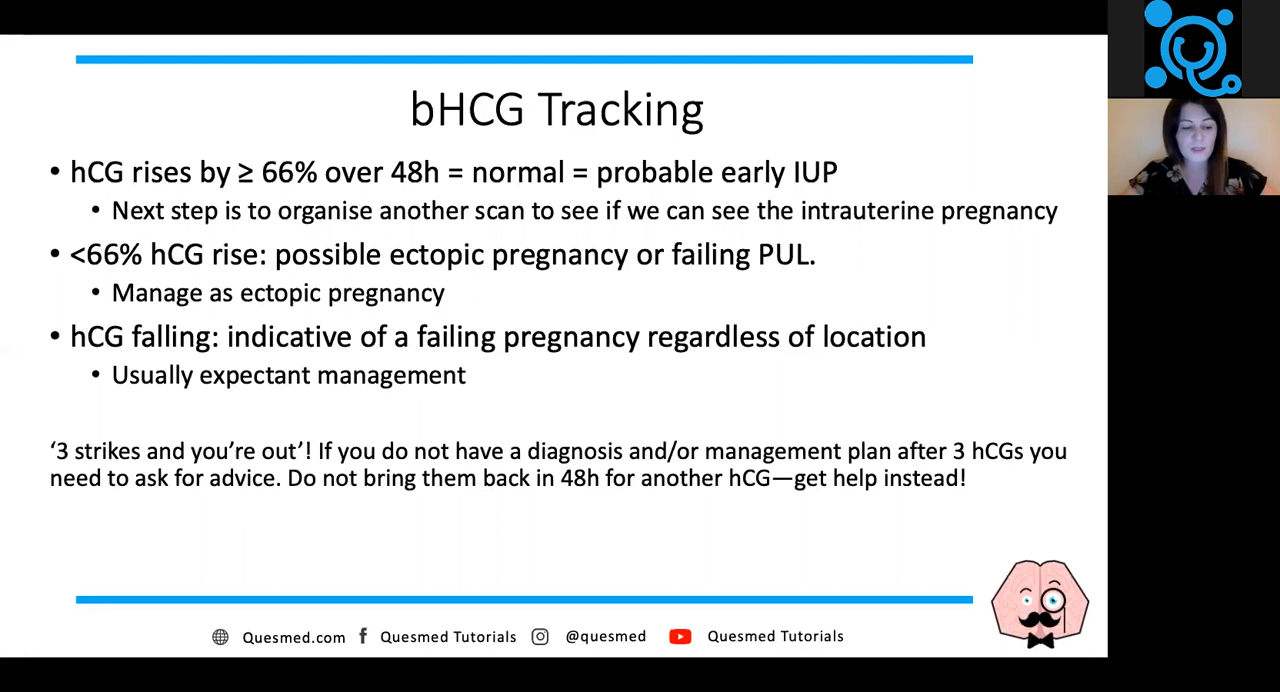 bHCG Tracking
• hCG rises by ≥ 66% over 48h = normal = probable early IUP
• Next step is to organise another scan to see if we can see the intrauterine pregnancy
• <66% hCG rise: possible ectopic pregnancy or failing PUL.
• Manage as ectopic pregnancy
• hCG falling: indicative of a failing pregnancy regardless of location
• Usually expectant management
‘3 strikes and you’re out’! If you do not have a diagnosis and/or management plan after 3 hCGs you
need to ask for advice. Do not bring them back in 48h for another hCG—get help instead!
Quesmed.com Quesmed Tutorials @quesmed Quesmed Tutorials